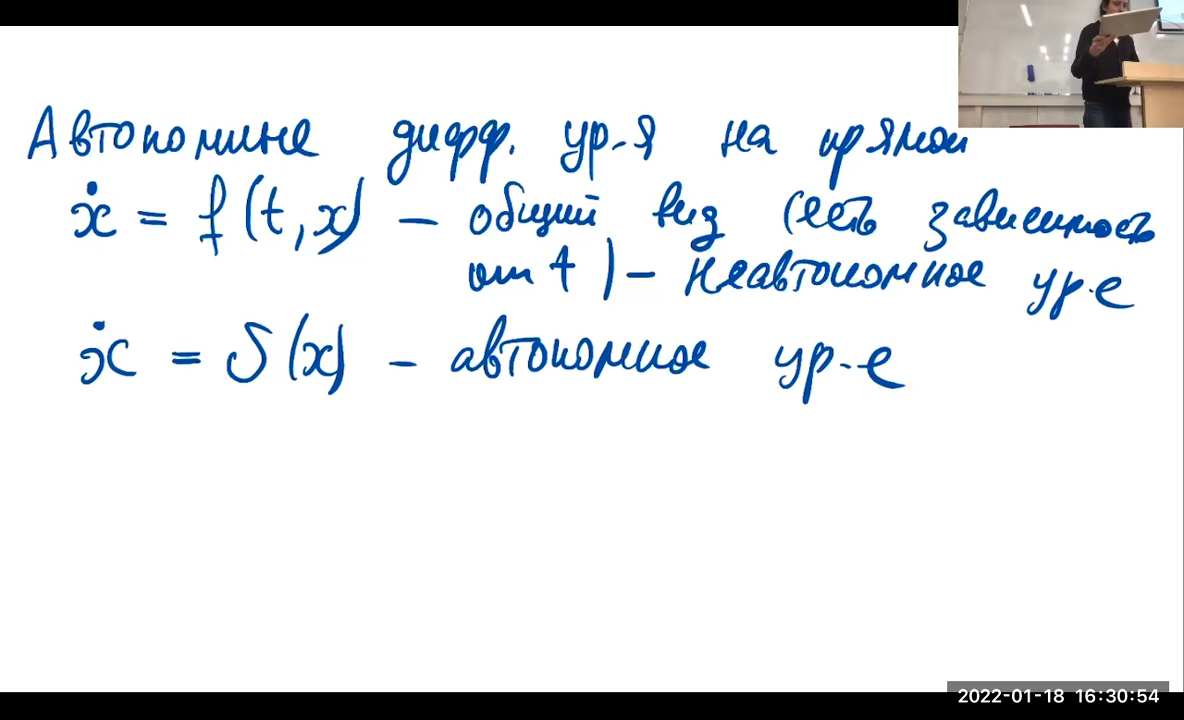 Автономные дифф. ур-я на прямой
ẋ = f(t,x) – общий вид (есть зависимость
от t) – неавтономное ур-е
ẋ = S(x) – автономное ур-е
2022-01-18 16:30:54